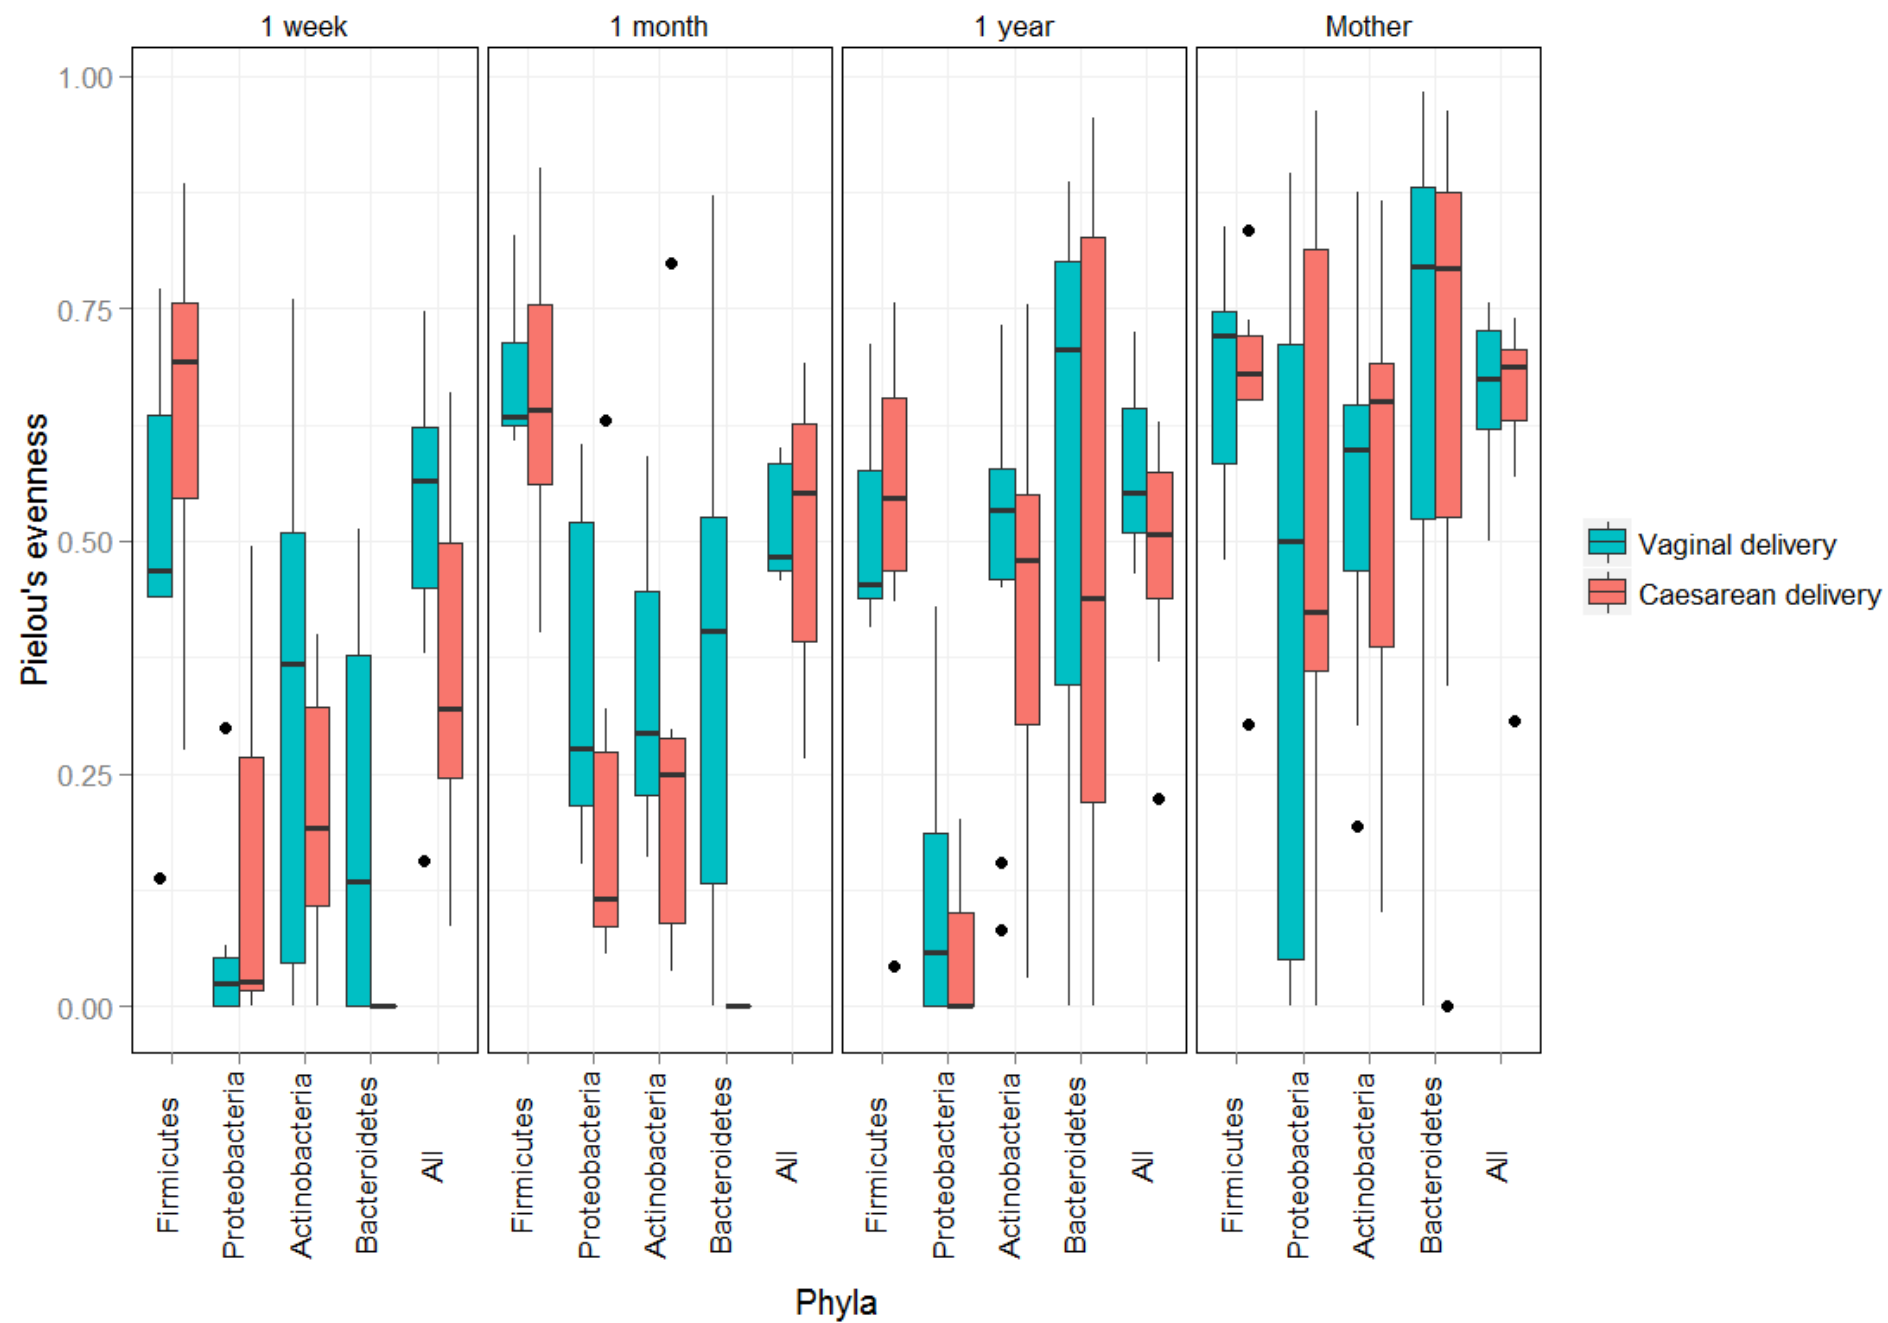 1 week
1 month
1 year
Mother
1.00
0.75
0.50
0.25
0.00
Pielou's evenness
Firmicutes
Proteobacteria
Actinobacteria
Bacteroidetes
All
Firmicutes
Proteobacteria
Actinobacteria
Bacteroidetes
All
Firmicutes
Proteobacteria
Actinobacteria
Bacteroidetes
All
Firmicutes
Proteobacteria
Actinobacteria
Bacteroidetes
All
Phyla
Vaginal delivery
Caesarean delivery